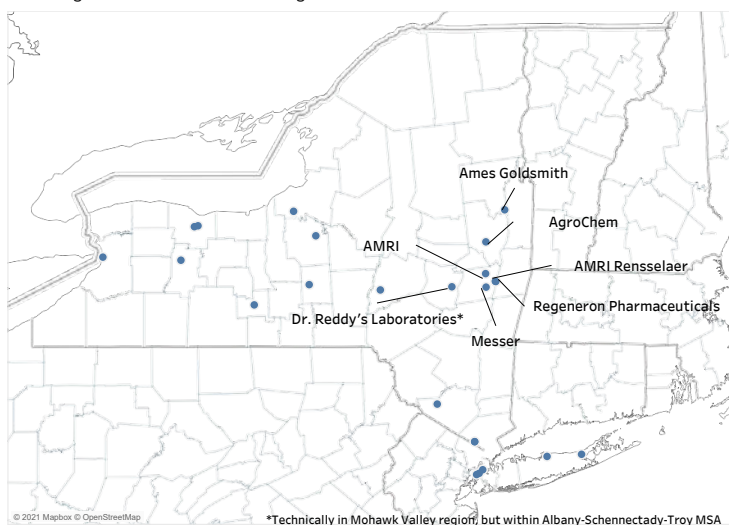 Ames Goldsmith
AgroChem
AMRI
AMRI Rensselaer
Regeneron Pharmaceuticals
Dr. Reddy's Laboratories*
Messer
© 2021 Mapbox © OpenStreetMap
*Technically in Mohawk Valley region, but within Albany-Schennectady-Troy MSA